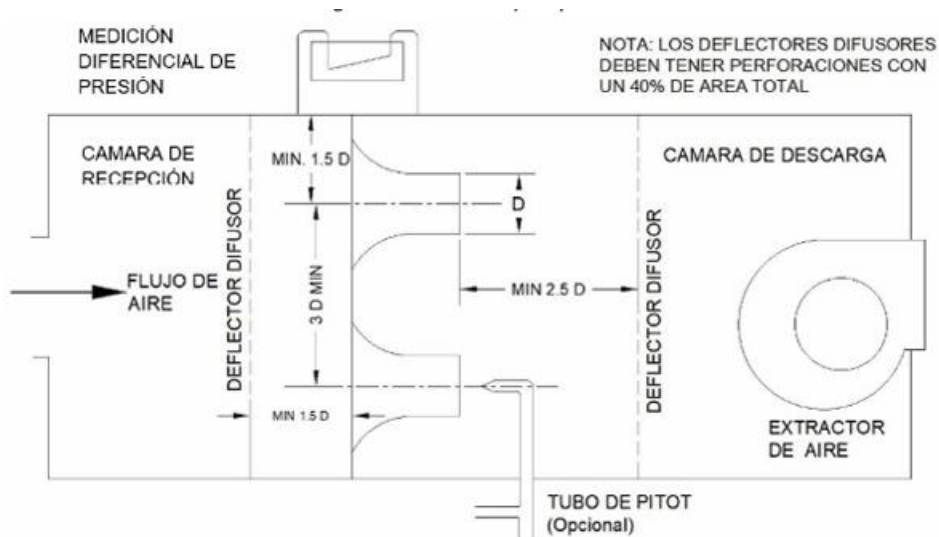 MEDICIÓN
DIFERENCIAL DE
PRESIÓN
NOTA: LOS DEFLECTORES DIFUSORES
DEBEN TENER PERFORACIONES CON
UN 40% DE AREA TOTAL
CAMARA DE
RECEPCIÓN
MIN. 1.5 D
CAMARA DE DESCARGA
D
DEFLECTOR DIFUSOR
FLUJO DE
AIRE
3 D MIN
MIN 2.5 D
DEFLECTOR DIFUSOR
MIN 1.5 D
EXTRACTOR
DE AIRE
TUBO DE PITOT
(Opcional)